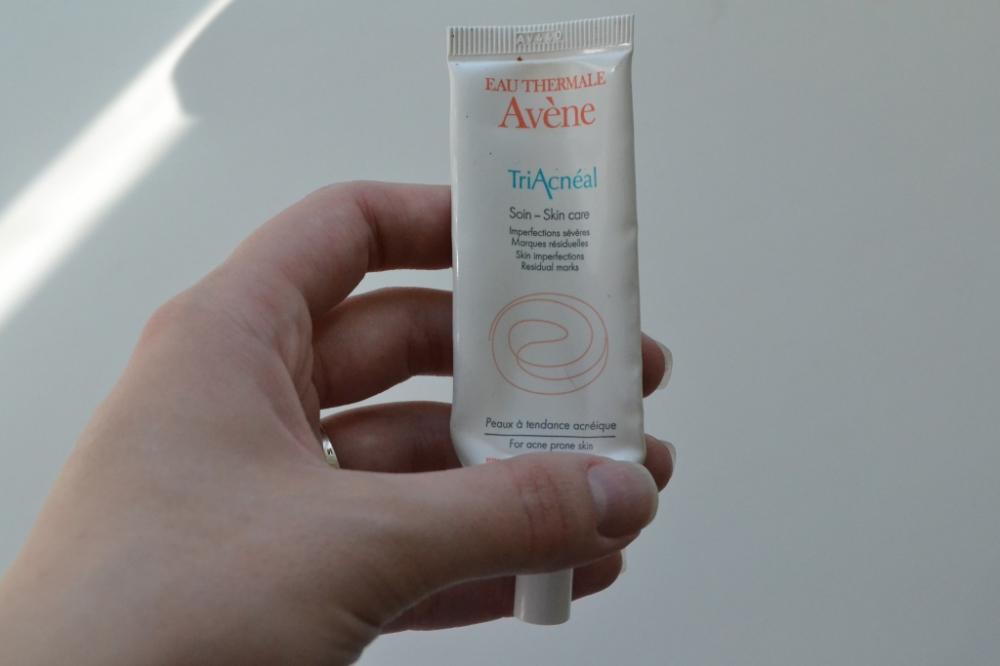 EAU THERMALE
Avène
TriAcnéal
Soin – Skin care
Imperfections sévères
Marques résiduelles
Skin imperfections
Residual marks
Peaux à tendance acnéique
For acne prone skin